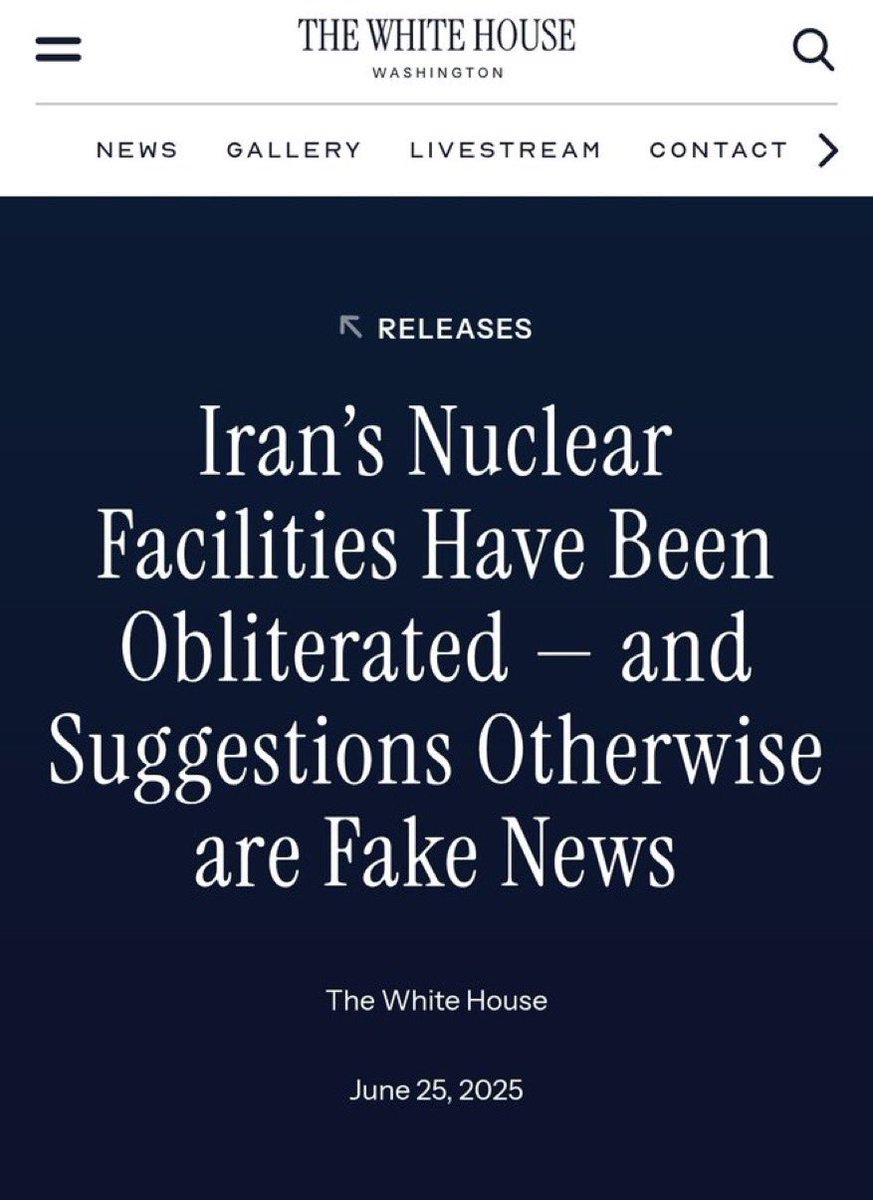 THE WHITE HOUSE
WASHINGTON
NEWS GALLERY LIVESTREAM CONTACT
RELEASES
Iran’s Nuclear
Facilities Have Been
Obliterated — and
Suggestions Otherwise
are Fake News
The White House
June 25, 2025